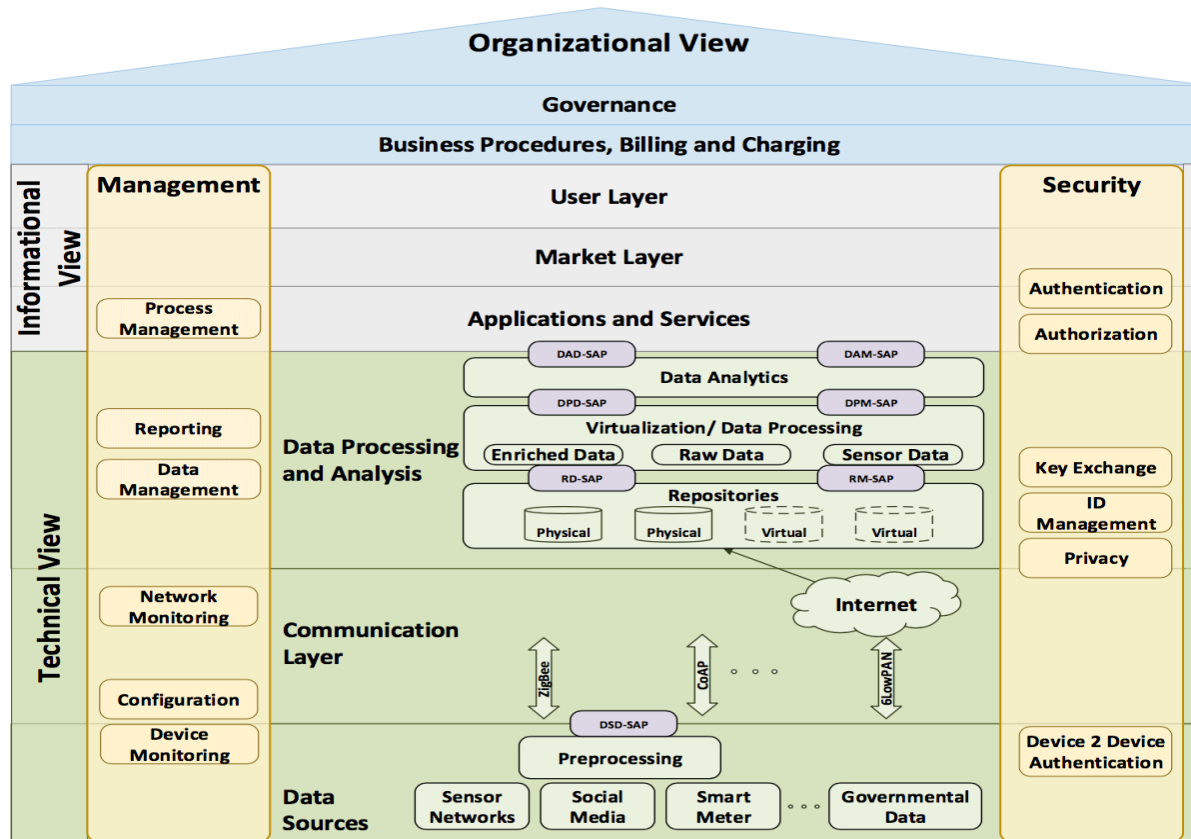 Organizational View
Governance
Business Procedures, Billing and Charging
Informational
View
Management
User Layer
Security
Market Layer
Authentication
Process
Management
Applications and Services
Authorization
Technical View
DAD-SAP
DAM-SAP
Data Analytics
DPD-SAP
DPM-SAP
Reporting
Data Processing
and Analysis
Virtualization/ Data Processing
Enriched Data
Raw Data
Sensor Data
Data
Management
Key Exchange
RD-SAP
RM-SAP
Repositories
Physical
Physical
Virtual
Virtual
ID
Management
Privacy
Network
Monitoring
Communication
Layer
Internet
ZigBee
CoAP
6LowPAN
Configuration
Device
Monitoring
DSD-SAP
Preprocessing
Device 2 Device
Authentication
Data
Sources
Sensor
Networks
Social
Media
Smart
Meter
Governmental
Data